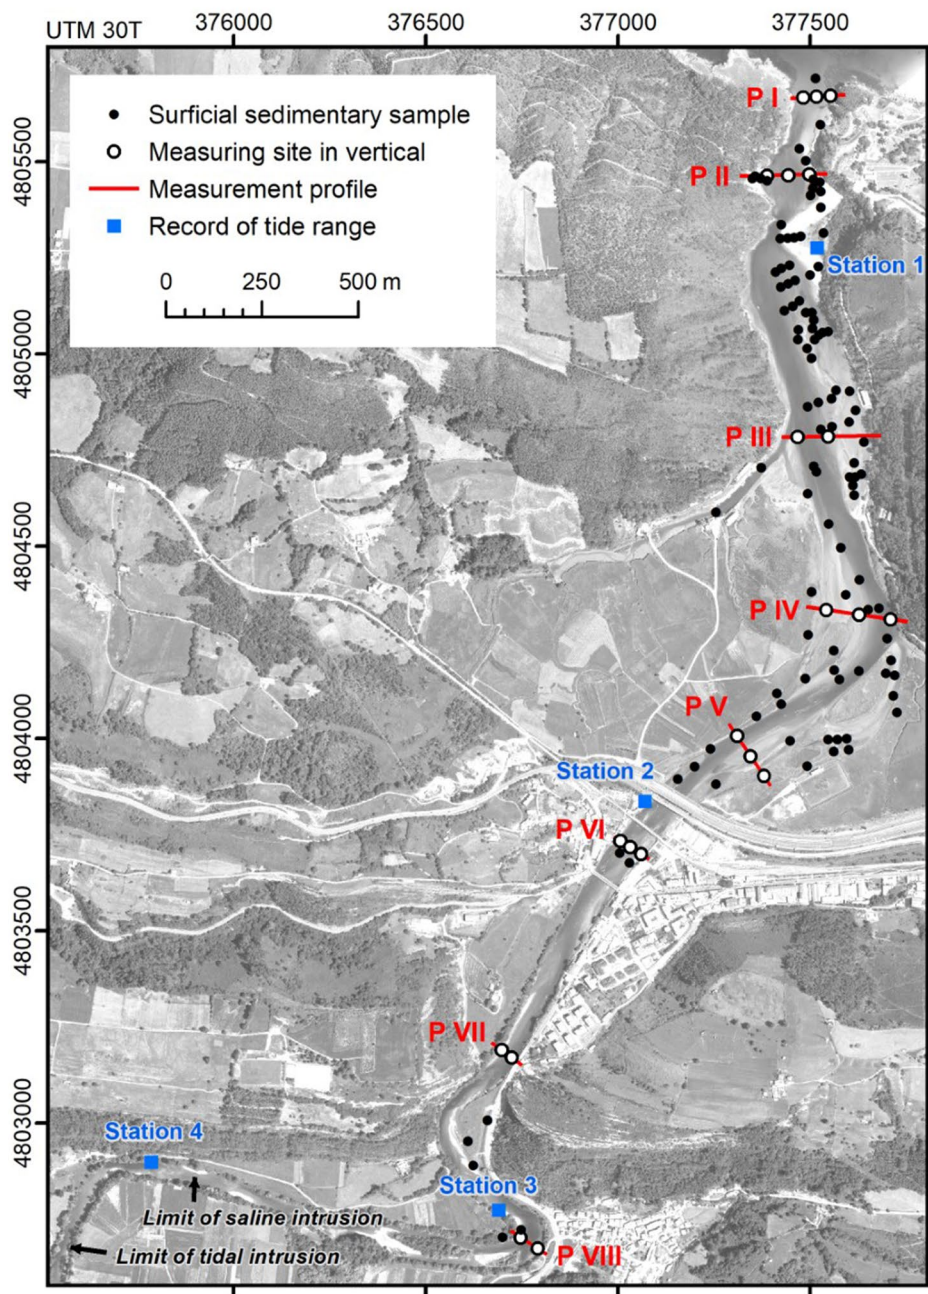 UTM 30T
376000
376500
377000
377500
Surficial sedimentary sample
Measuring site in vertical
Measurement profile
Record of tide range
0
250
500 m
4805500
4805000
4804500
4804000
4803500
4803000
P I
P II
Station 1
P III
P IV
P V
Station 2
P VI
P VII
Station 4
Station 3
Limit of saline intrusion
Limit of tidal intrusion
P VIII